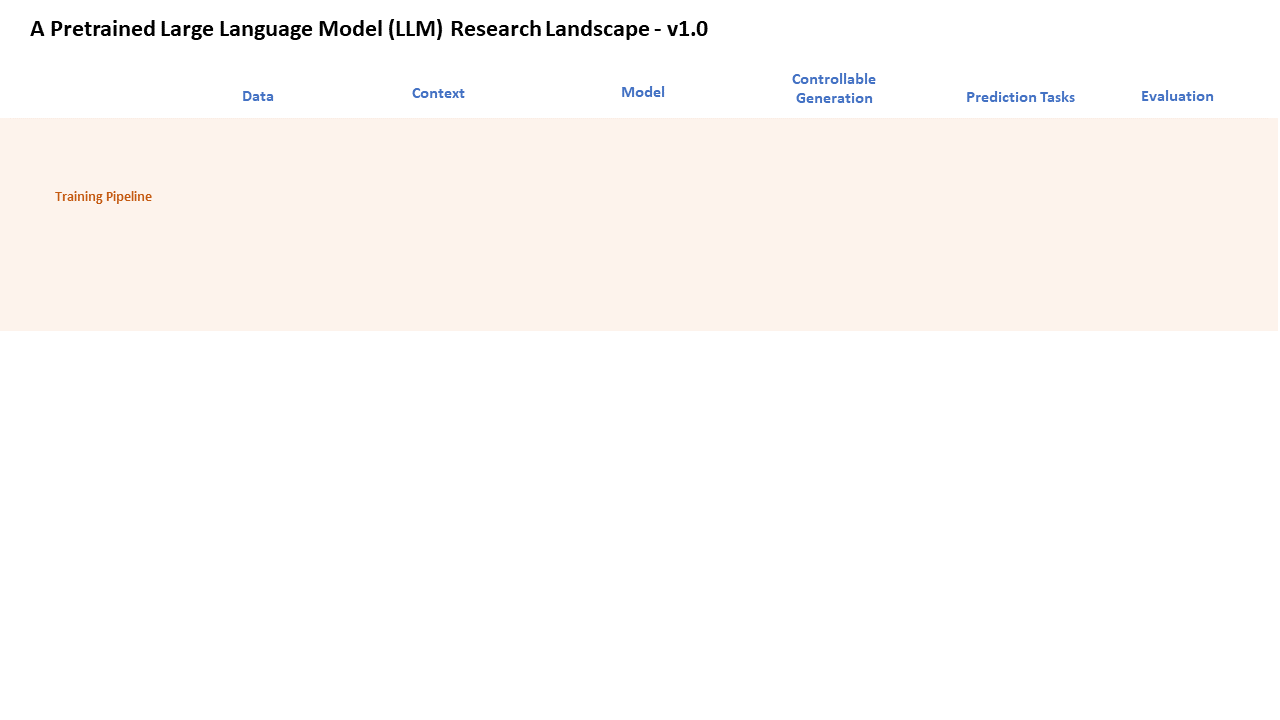 A Pretrained Large Language Model (LLM) Research Landscape - v1.0
Data
Context
Model
Controllable
Generation
Prediction Tasks
Evaluation
Training Pipeline